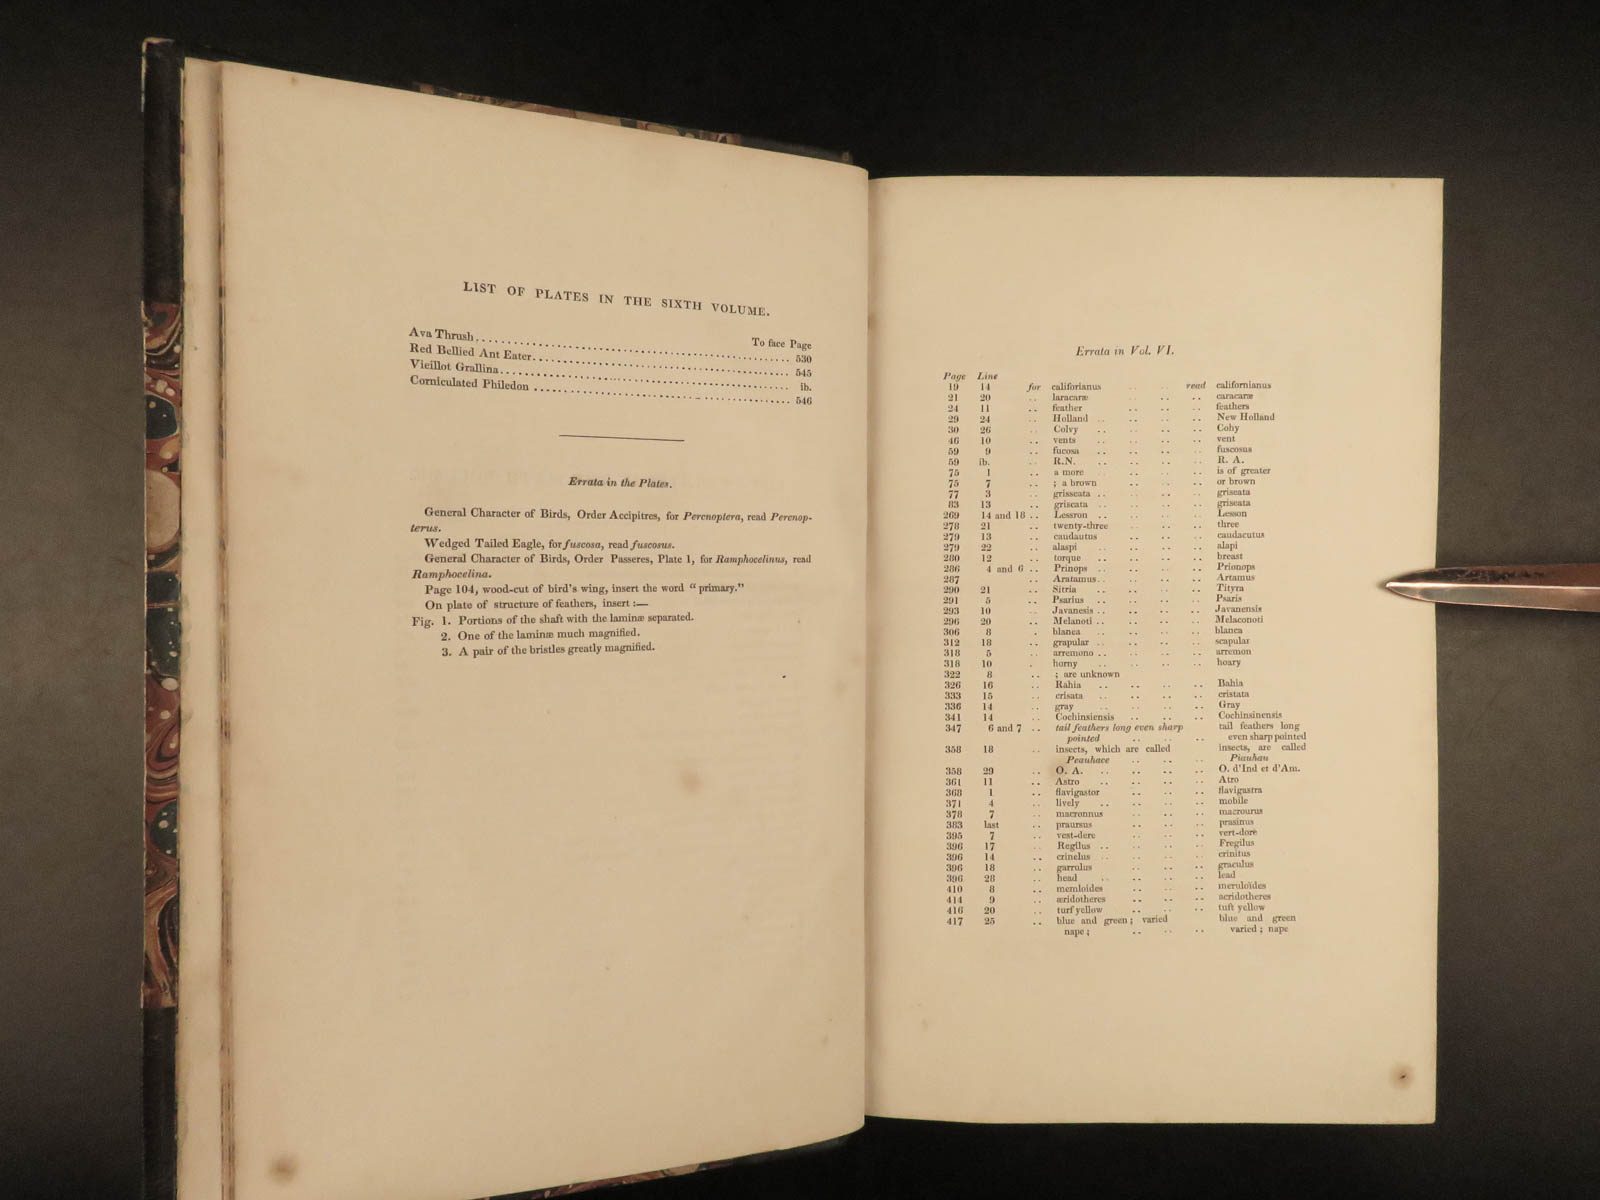 LIST OF PLATES IN THE SIXTH VOLUME.
To face Page
Ava Thrush 530
Red Bellied Ant Eater 545
Vieillot Grallina ib.
Corniculated Philedon 546
Errata in the Plates.
General Character of Birds, Order Accipitres, for Percnoptera, read Percnop-
terus.
Wedged Tailed Eagle, for fuscosa, read fuscosus.
General Character of Birds, Order Passeres, Plate 1, for Ramphocelinus, read
Ramphocelina.
Page 104, wood-cut of bird's wing, insert the word "primary."
On plate of structure of feathers, insert:—
Fig. 1. Portions of the shaft with the laminæ separated.
2. One of the laminæ much magnified.
3. A pair of the bristles greatly magnified.
Errata in Vol. VI.
Page Line
19 14 for califorianus .. .. read californianus
21 20 .. laracaræ .. .. .. caracaræ
24 11 .. feather .. .. .. feathers
29 24 .. Holland .. .. .. .. New Holland
30 26 .. Colvy .. .. .. .. Cohy
46 10 .. vents .. .. .. .. vent
59 9 .. fucosa .. .. .. .. fuscosus
59 ib. .. R.N. .. .. .. .. R. A.
75 1 .. a more .. .. .. is of greater
75 7 .. ; a brown .. .. .. or brown
77 3 .. grisseata .. .. .. .. griseata
83 13 .. griscata .. .. .. .. griseata
269 14 and 18 .. Lessron .. .. .. .. Lesson
278 21 .. twenty-three .. .. .. three
279 13 .. caudautus .. .. .. caudacutus
279 22 .. alaspi .. .. .. .. alapi
280 12 .. torque .. .. .. .. breast
286 4 and 6 .. Prinops .. .. .. .. Prionops
287 .. Aratamus .. .. .. .. Artamus
290 21 .. Sitria .. .. .. .. Tityra
291 5 .. Psarius .. .. .. .. Psaris
293 10 .. Javanesis .. .. .. .. Javanensis
296 20 .. Melanoti .. .. .. .. Melaconoti
306 8 .. blanea .. .. .. .. blanca
312 18 .. grapular .. .. .. .. scapular
318 5 .. arremono .. .. .. .. arremon
318 10 .. horny .. .. .. .. hoary
322 8 .. ; are unknown
326 16 .. Rahia .. .. .. .. Bahia
333 15 .. crisata .. .. .. .. cristata
336 14 .. gray .. .. .. .. Gray
341 14 .. Cochinsiensis .. .. .. Cochinsinensis
347 6 and 7 .. tail feathers long even sharp tail feathers long
pointed .. .. .. even sharp pointed
358 18 .. insects, which are called insects, are called
Peauhace .. .. .. Piauhau
358 29 .. O. A. .. .. .. .. O. d'Ind et d'Am.
361 11 .. Astro .. .. .. .. Atro
368 1 .. flavigastor .. .. .. flavigastra
371 4 .. lively .. .. .. .. mobile
378 7 .. macronnus .. .. .. macrourus
383 last .. praursus .. .. .. prasinus
395 7 .. vest-dere .. .. .. vert-doré
396 17 .. Regilus .. .. .. .. Fregilus
396 14 .. crinelus .. .. .. .. crinitus
396 18 .. garrulus .. .. .. graculus
396 28 .. head .. .. .. .. lead
410 8 .. memloides .. .. .. meruloïdes
414 9 .. æridotheres .. .. .. acridotheres
416 20 .. turf yellow .. .. .. tuft yellow
417 25 .. blue and green; varied blue and green
nape; .. .. .. varied; nape